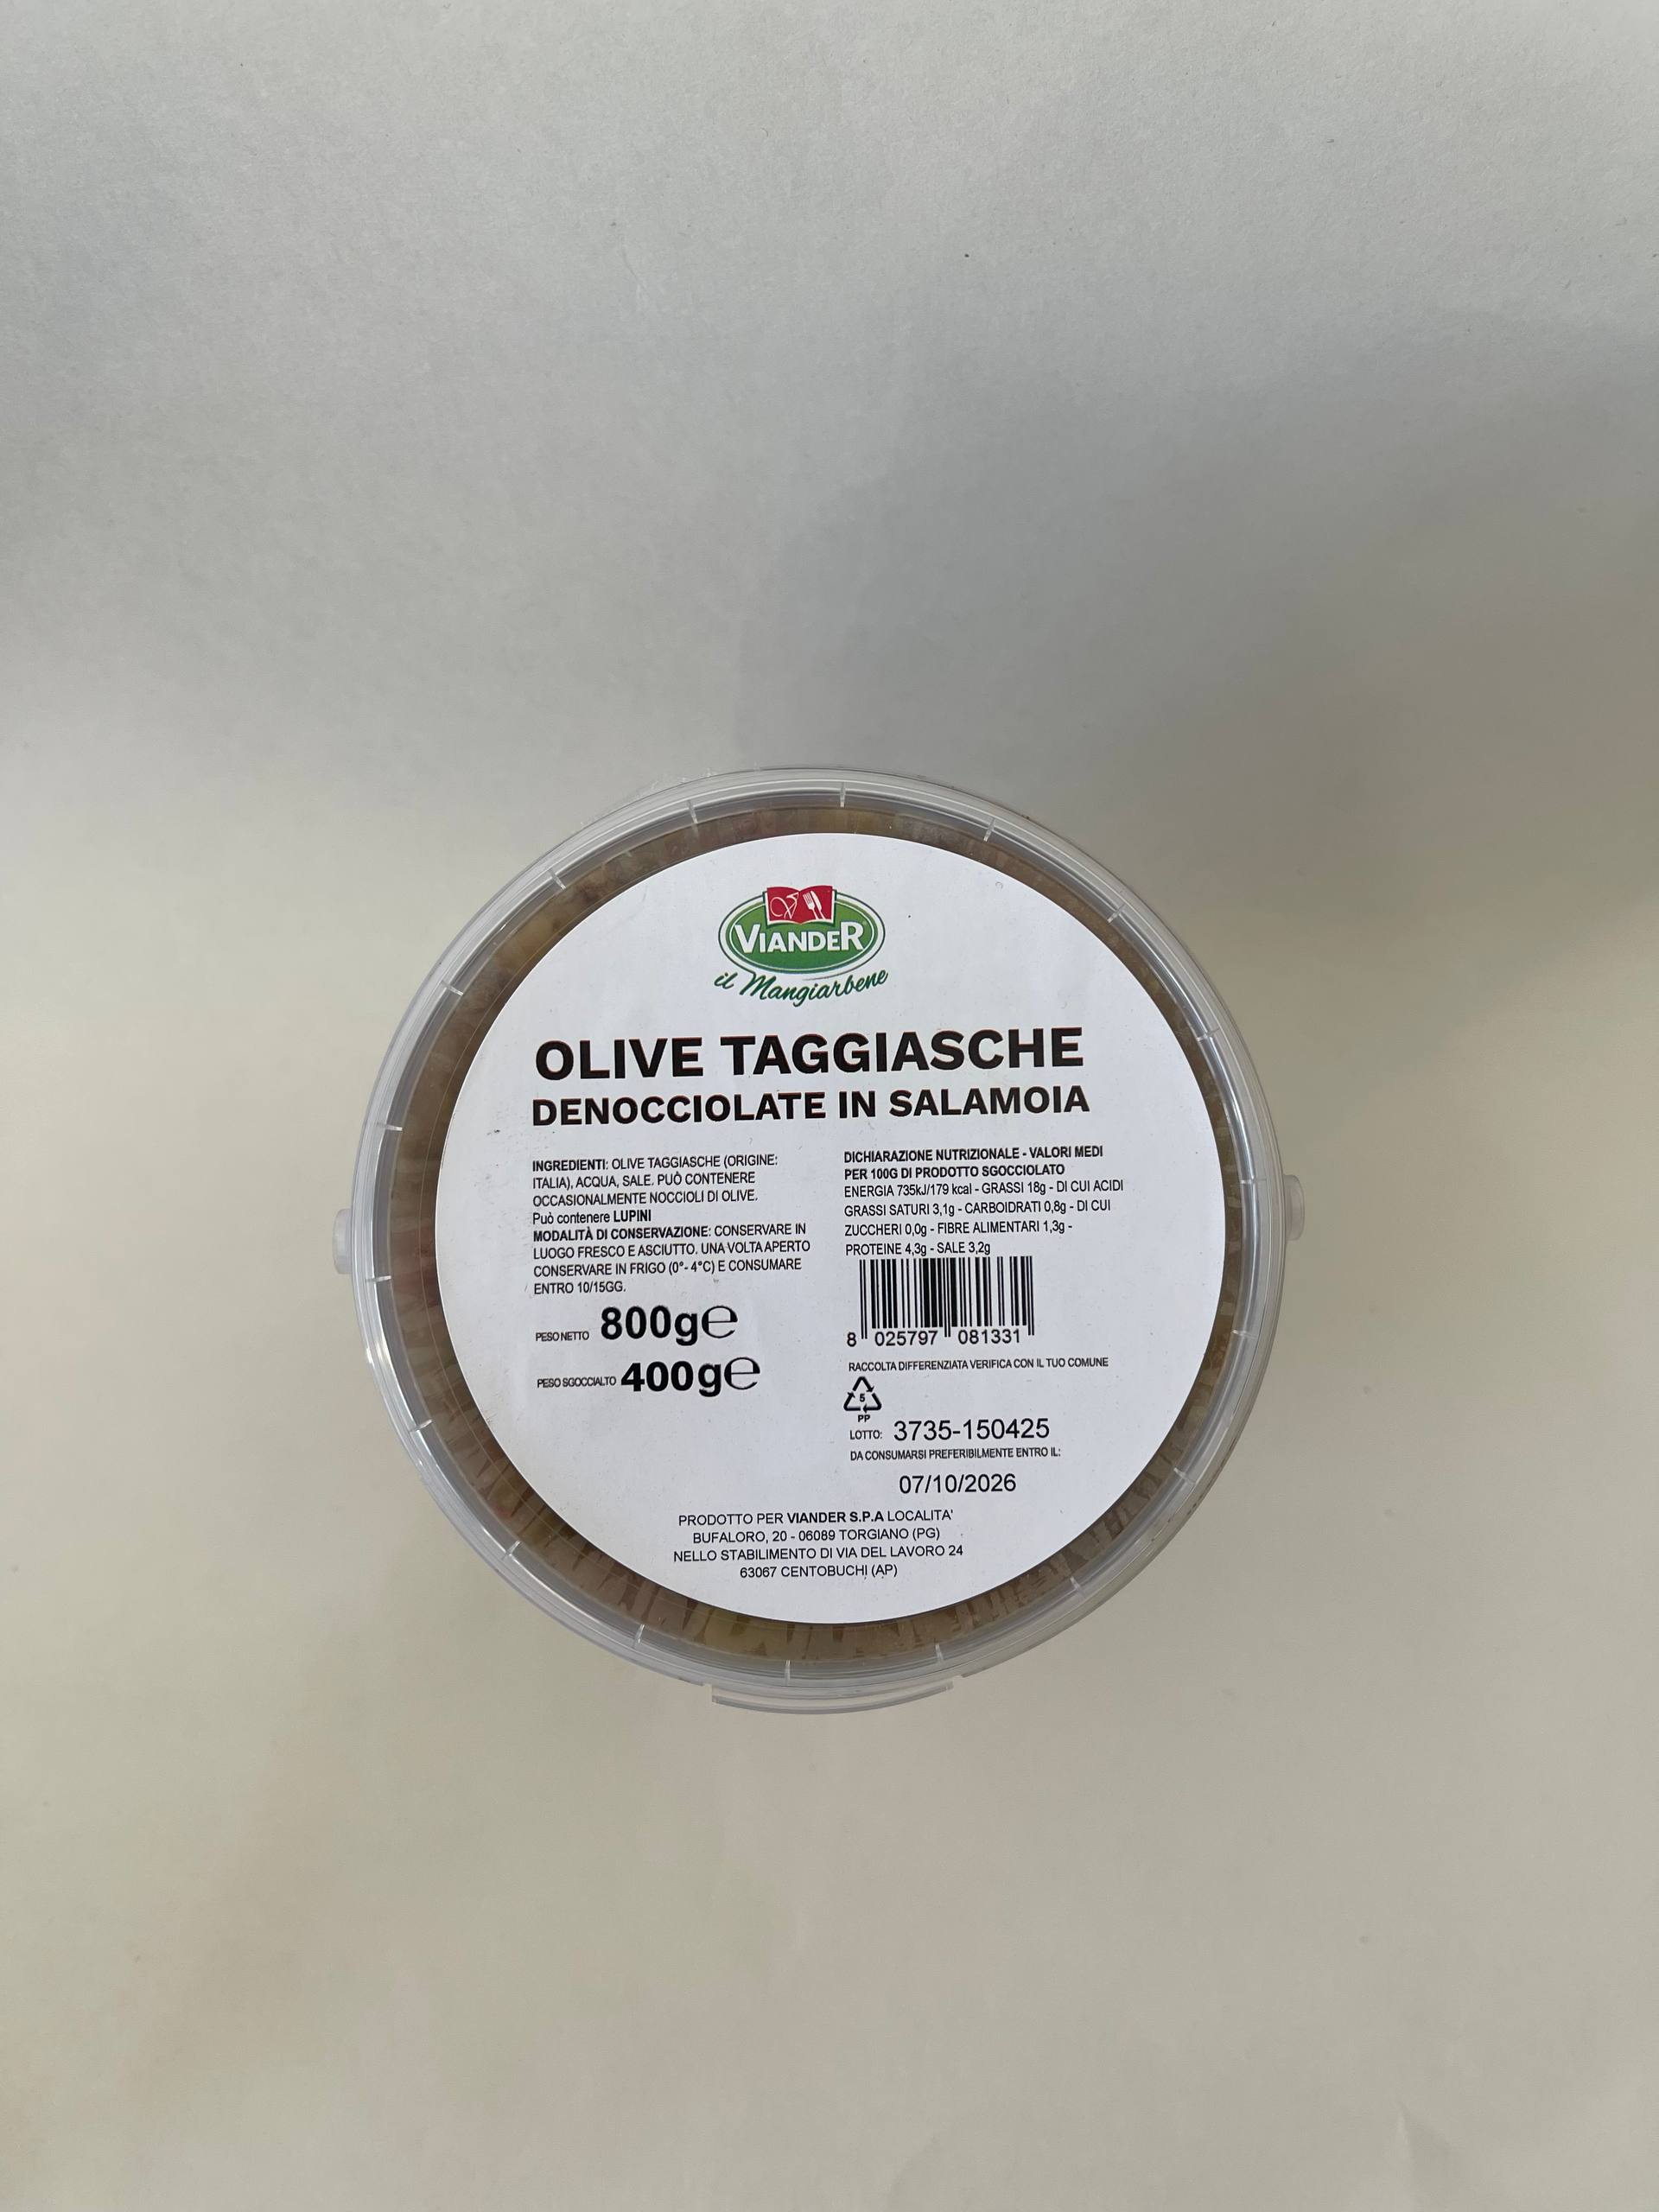 VIANDER
il Mangiarbene
OLIVE TAGGIASCHE
DENOCCIOLATE IN SALAMOIA
INGREDIENTI: OLIVE TAGGIASCHE (ORIGINE:
ITALIA), ACQUA, SALE. PUÒ CONTENERE
OCCASIONALMENTE NOCCIOLI DI OLIVE.
Può contenere LUPINI
MODALITÀ DI CONSERVAZIONE: CONSERVARE IN
LUOGO FRESCO E ASCIUTTO. UNA VOLTA APERTO
CONSERVARE IN FRIGO (0°- 4°C) E CONSUMARE
ENTRO 10/15GG.
PESO NETTO 800g℮
PESO SGOCCIALTO 400g℮
DICHIARAZIONE NUTRIZIONALE - VALORI MEDI
PER 100G DI PRODOTTO SGOCCIOLATO
ENERGIA 735kJ/179 kcal - GRASSI 18g - DI CUI ACIDI
GRASSI SATURI 3,1g - CARBOIDRATI 0,8g - DI CUI
ZUCCHERI 0,0g - FIBRE ALIMENTARI 1,3g -
PROTEINE 4,3g - SALE 3,2g
8 025797 081331
RACCOLTA DIFFERENZIATA VERIFICA CON IL TUO COMUNE
5
PP
LOTTO: 3735-150425
DA CONSUMARSI PREFERIBILMENTE ENTRO IL:
07/10/2026
PRODOTTO PER VIANDER S.P.A LOCALITA'
BUFALORO, 20 - 06089 TORGIANO (PG)
NELLO STABILIMENTO DI VIA DEL LAVORO 24
63067 CENTOBUCHI (AP)